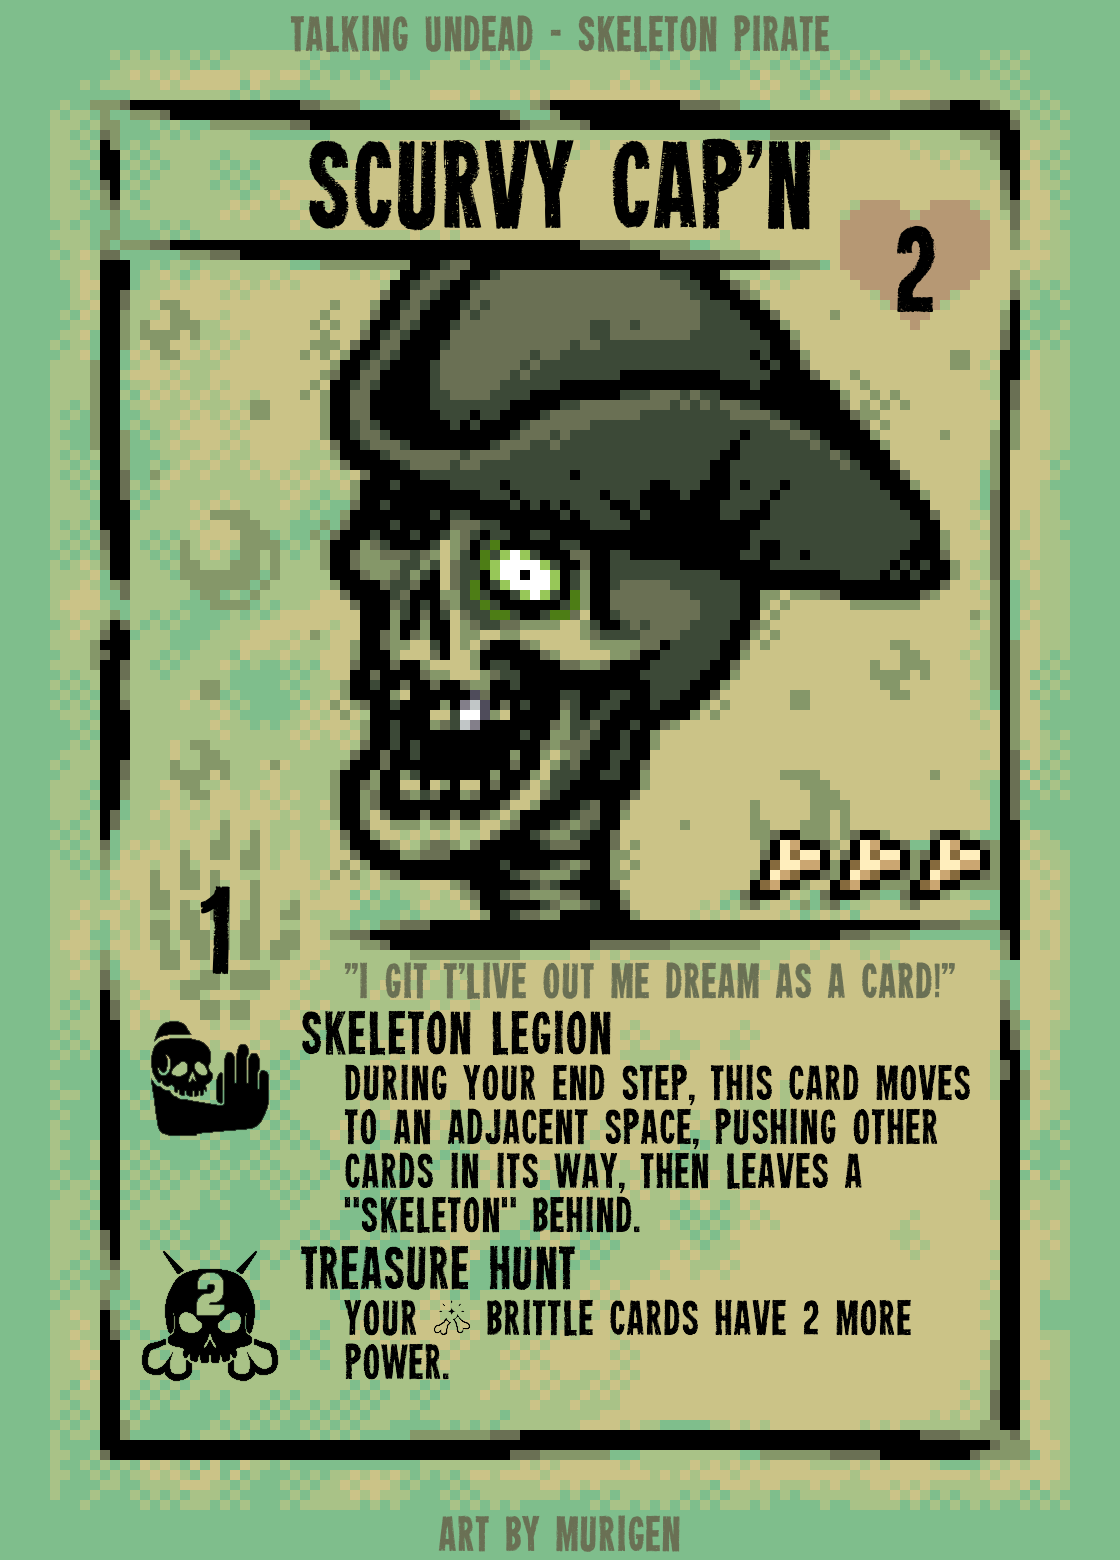 TALKING UNDEAD - SKELETON PIRATE
SCURVY CAP'N
2
1
"I GIT T'LIVE OUT ME DREAM AS A CARD!"
SKELETON LEGION
DURING YOUR END STEP, THIS CARD MOVES
TO AN ADJACENT SPACE, PUSHING OTHER
CARDS IN ITS WAY, THEN LEAVES A
"SKELETON" BEHIND.
2
TREASURE HUNT
YOUR BRITTLE CARDS HAVE 2 MORE
POWER.
ART BY MURIGEN